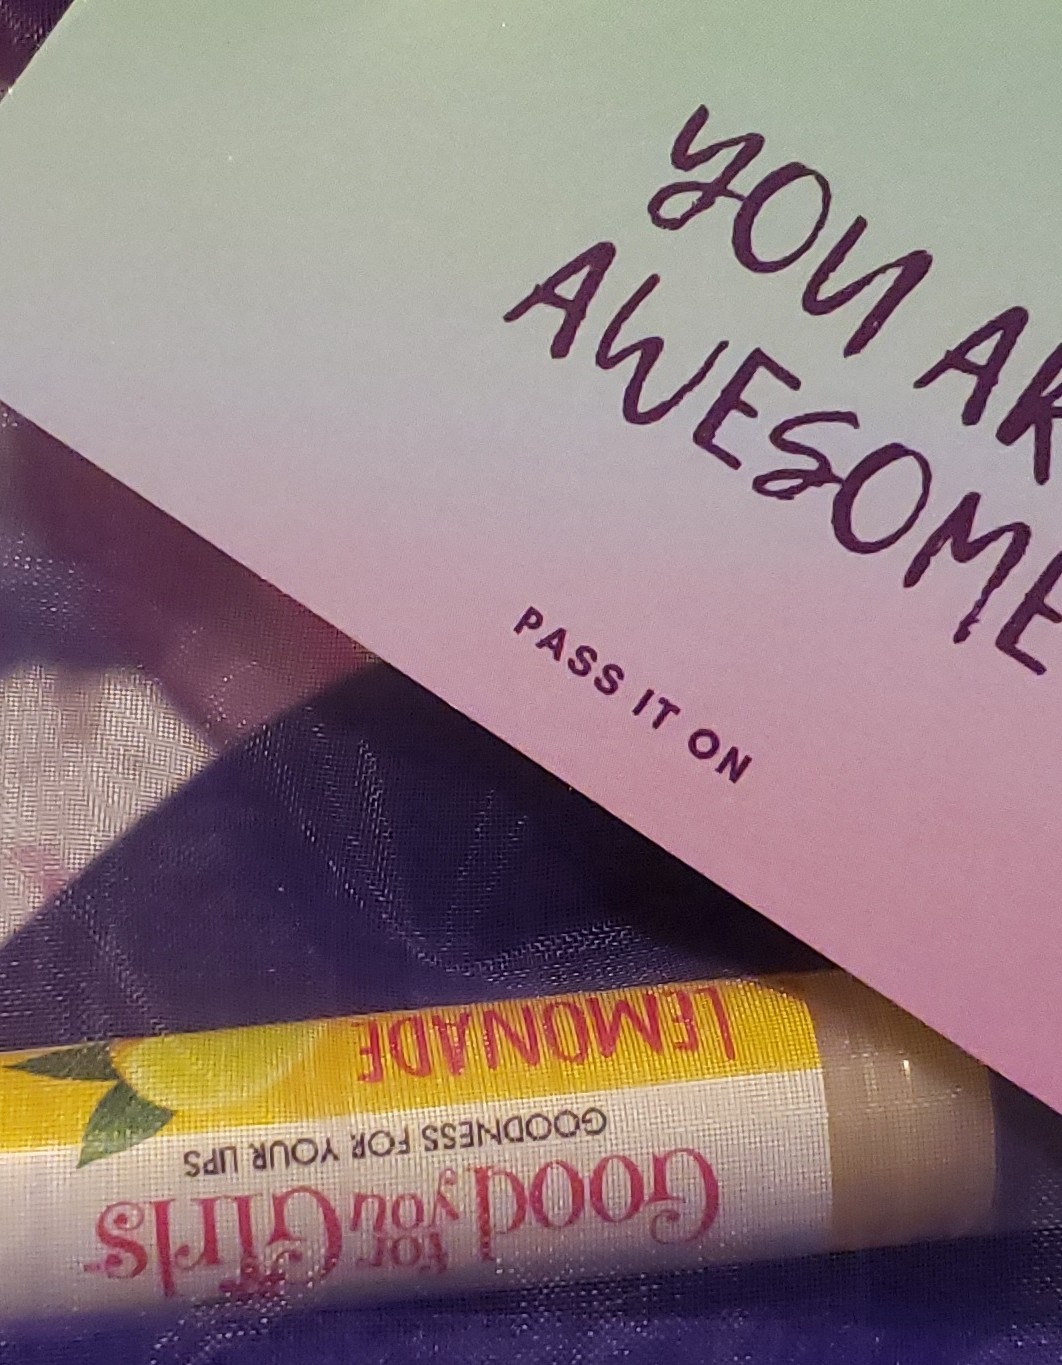 YOU AR
AWESOME
PASS IT ON
Good for you Girls
GOODNESS FOR YOUR LIPS
LEMONADE